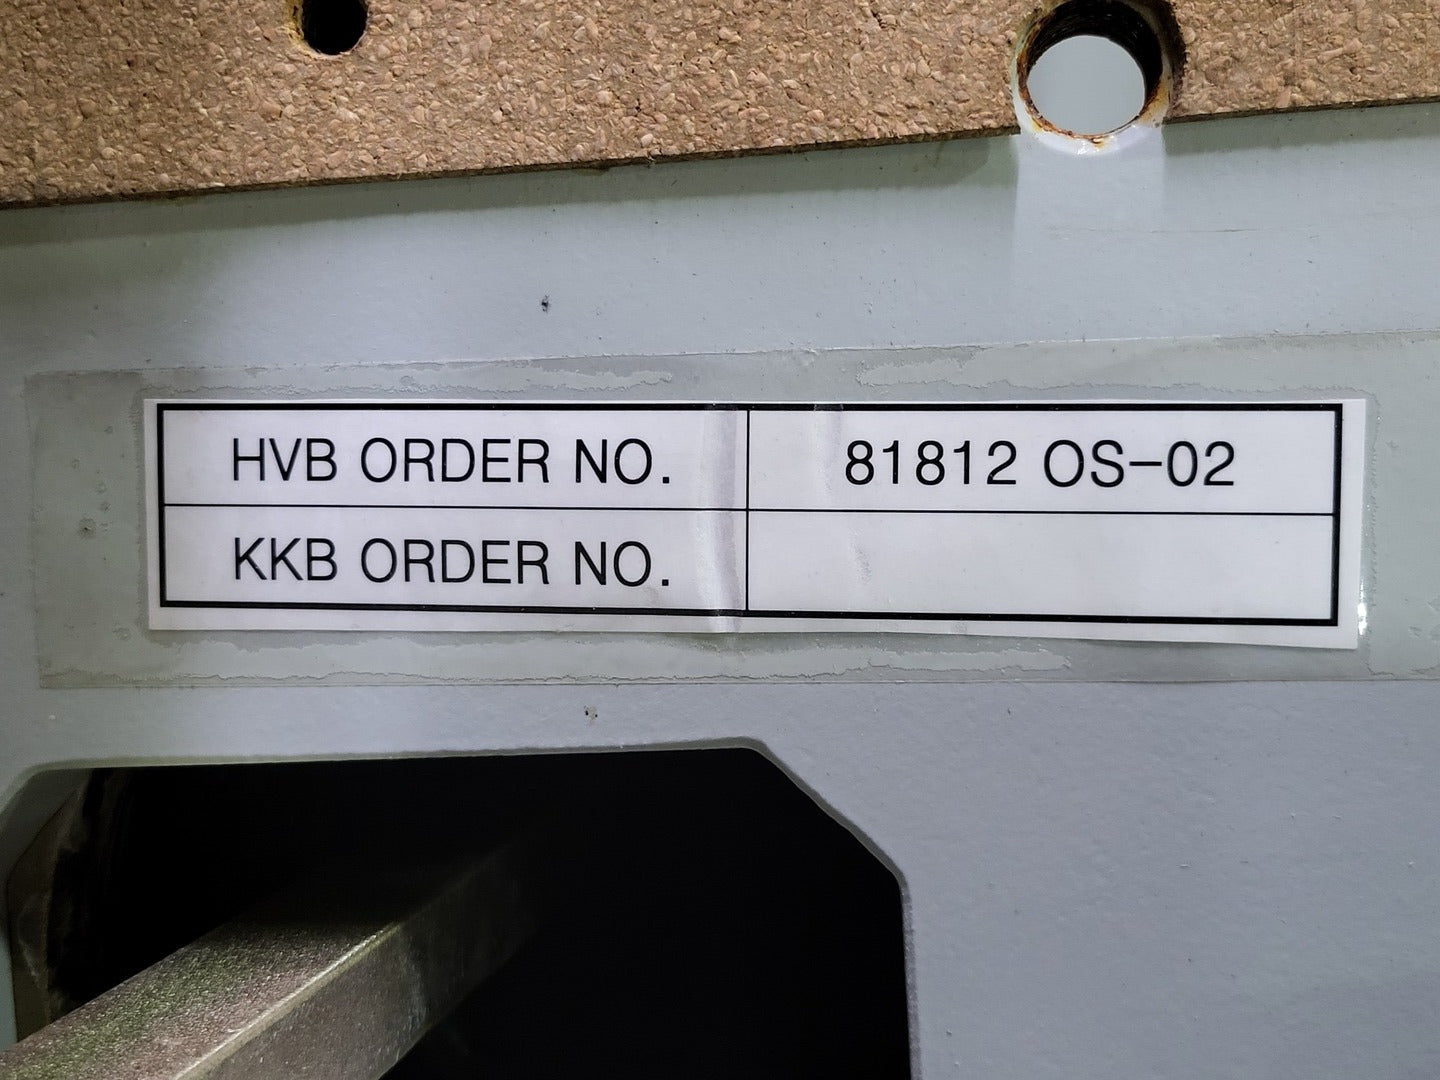 HVB ORDER NO. 81812 OS-02
KKB ORDER NO.